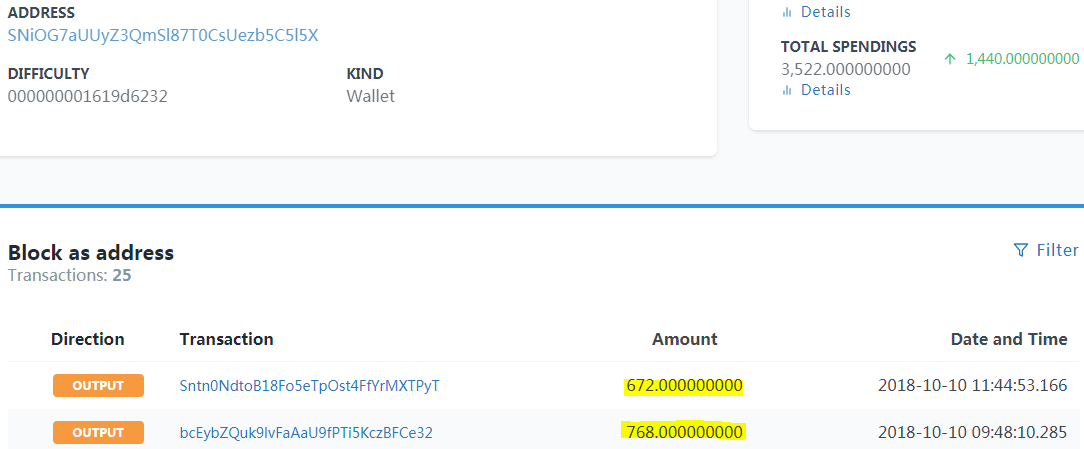 ADDRESS
SNiOG7aUUyZ3QmSl87T0CsUezb5C5l5X
DIFFICULTY KIND
000000001619d6232 Wallet
Details
TOTAL SPENDINGS
3,522.000000000 1,440.000000000
Details
Block as address
Transactions: 25
Filter
Direction Transaction Amount Date and Time
OUTPUT Sntn0NdtoB18Fo5eTpOst4FfYrMXTPyT 672.000000000 2018-10-10 11:44:53.166
OUTPUT bcEybZQuk9lvFaAaU9fPTi5KczBFCe32 768.000000000 2018-10-10 09:48:10.285